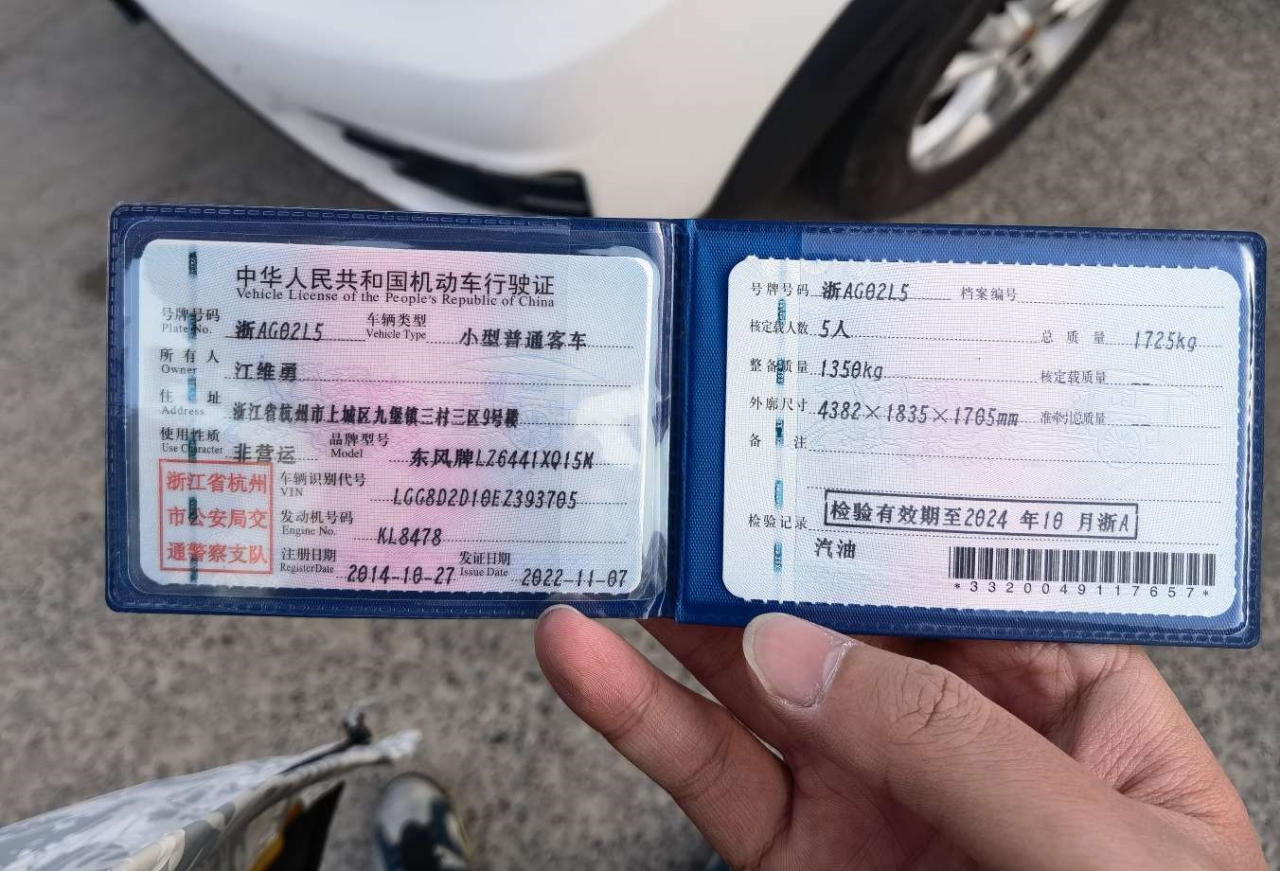 中华人民共和国机动车行驶证
Vehicle License of the People's Republic of China
号牌号码 浙AG02L5 车辆类型 小型普通客车
Plate No. Vehicle Type
所有人 江维勇
Owner
住址 浙江省杭州市上城区九堡镇三村三区9号楼
Address
使用性质 非营运 品牌型号 东风牌LZ6441XQ15M
Use Character Model
浙江省杭州
市公安局交
通警察支队
车辆识别代号 LGG8D2D10EZ393705
VIN
发动机号码 KL8478
Engine No.
注册日期 2014-10-27 发证日期 2022-11-07
Register Date Issue Date
号牌号码 浙AG02L5 档案编号
核定载人数 5人 总质量 1725kg
整备质量 1350kg 核定载质量 --
外廓尺寸 4382×1835×1705mm 准牵引总质量 --
备注
检验记录 检验有效期至2024 年10 月浙A
汽油
*3320049117657*